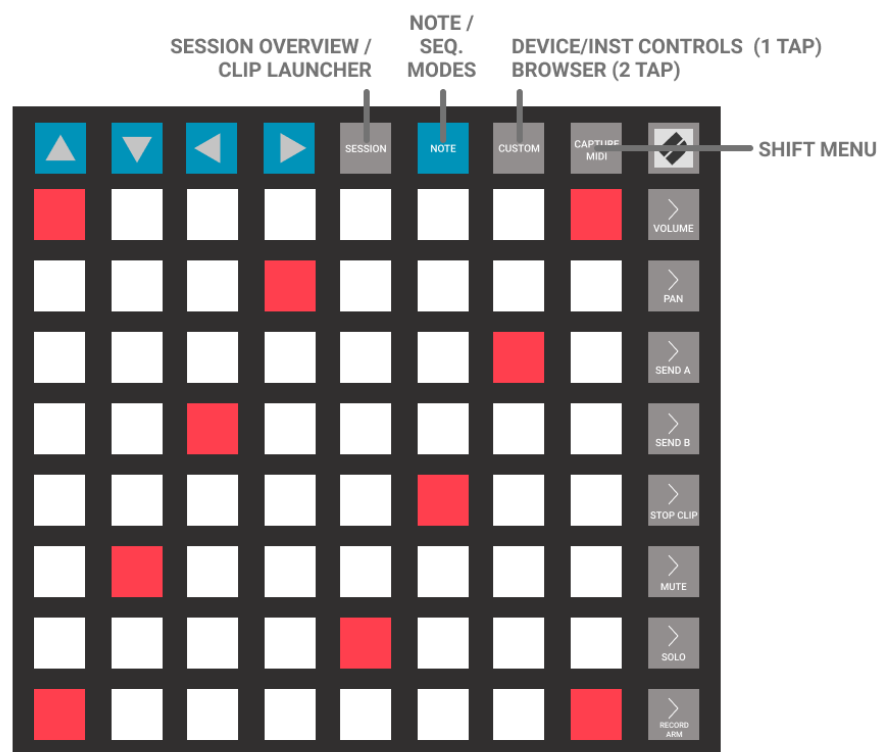 SESSION OVERVIEW /
CLIP LAUNCHER
NOTE /
SEQ.
MODES
DEVICE/INST CONTROLS (1 TAP)
BROWSER (2 TAP)
SESSION
NOTE
CUSTOM
CAPTURE
MIDI
SHIFT MENU
VOLUME
PAN
SEND A
SEND B
STOP CLIP
MUTE
SOLO
RECORD
ARM